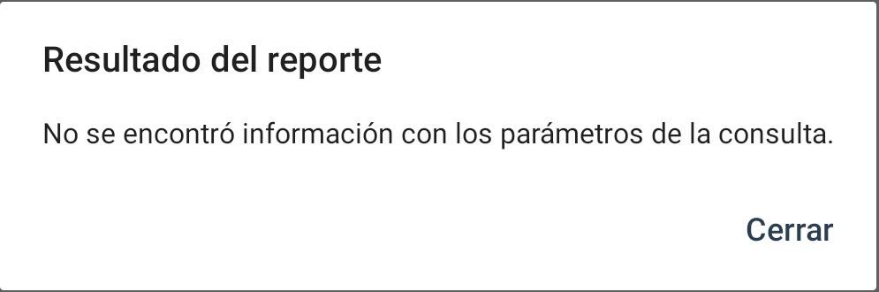 Resultado del reporte
No se encontró información con los parámetros de la consulta.
Cerrar